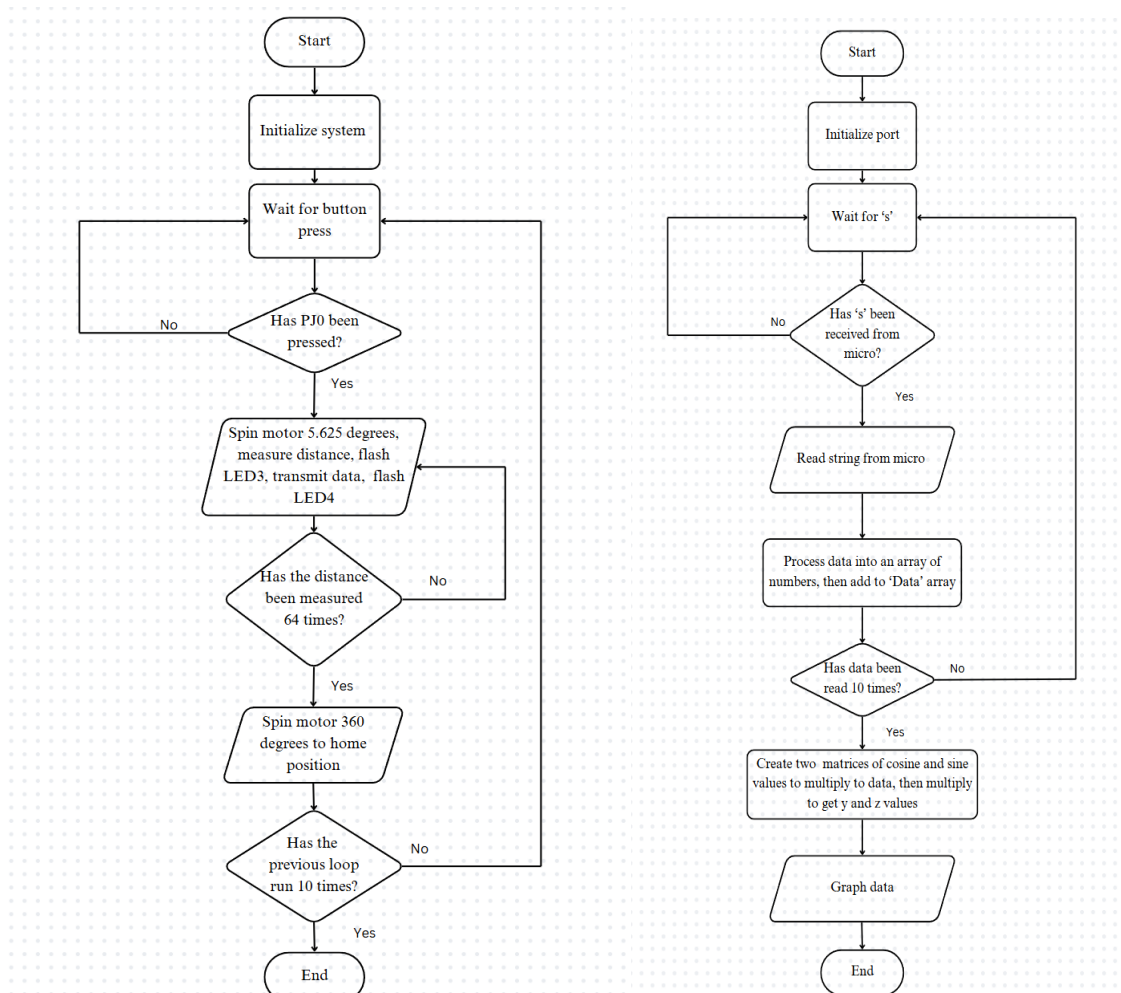 Start
Initialize system
Wait for button
press
Has PJ0 been
pressed?
No
Yes
Spin motor 5.625 degrees,
measure distance, flash
LED3, transmit data, flash
LED4
Has the distance
been measured
64 times?
No
Yes
Spin motor 360
degrees to home
position
Has the
previous loop
run 10 times?
No
Yes
End
Start
Initialize port
Wait for ‘s’
Has ‘s’ been
received from
micro?
No
Yes
Read string from micro
Process data into an array of
numbers, then add to ‘Data’ array
Has data been
read 10 times?
No
Yes
Create two matrices of cosine and sine
values to multiply to data, then multiply
to get y and z values
Graph data
End